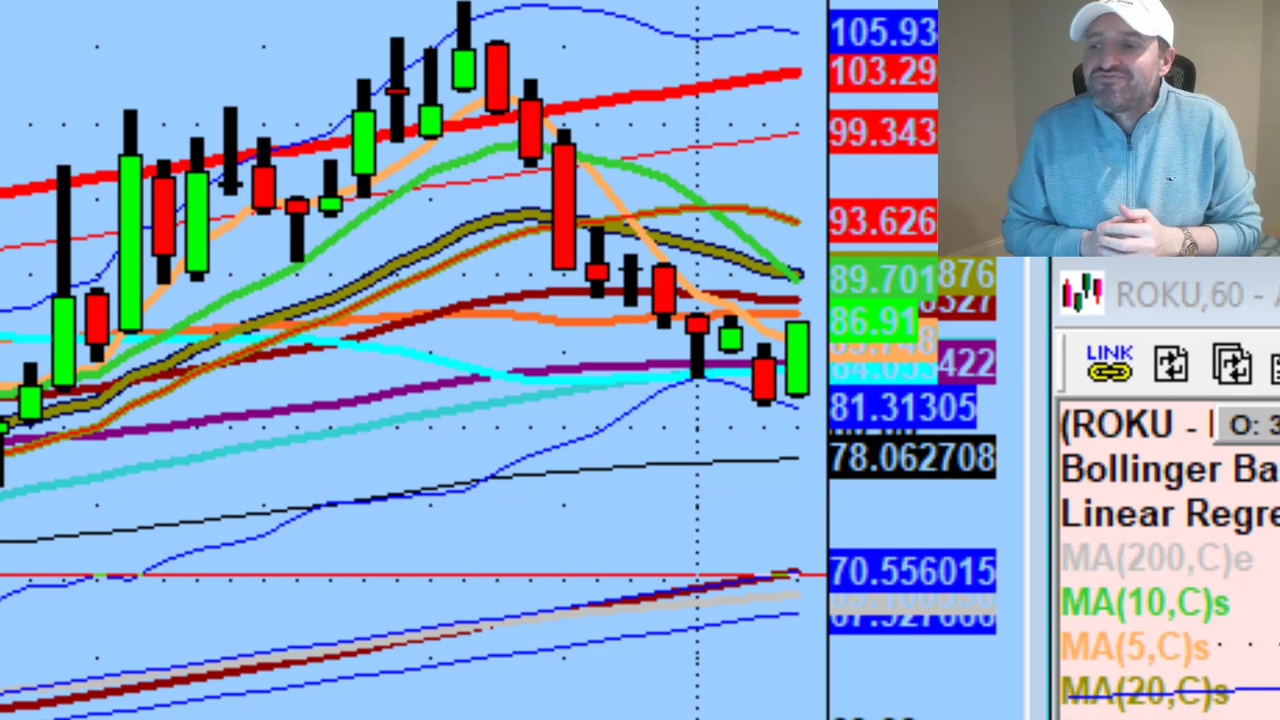 105.93
103.29
99.343
93.626
89.701
876
86.91
422
81.31305
78.062708
70.556015
ROKU,60 -
LINK
(ROKU -
O: 3
Bollinger Ba
Linear Regre
MA(200,C)e
MA(10,C)s
MA(5,C)s
MA(20,C)s